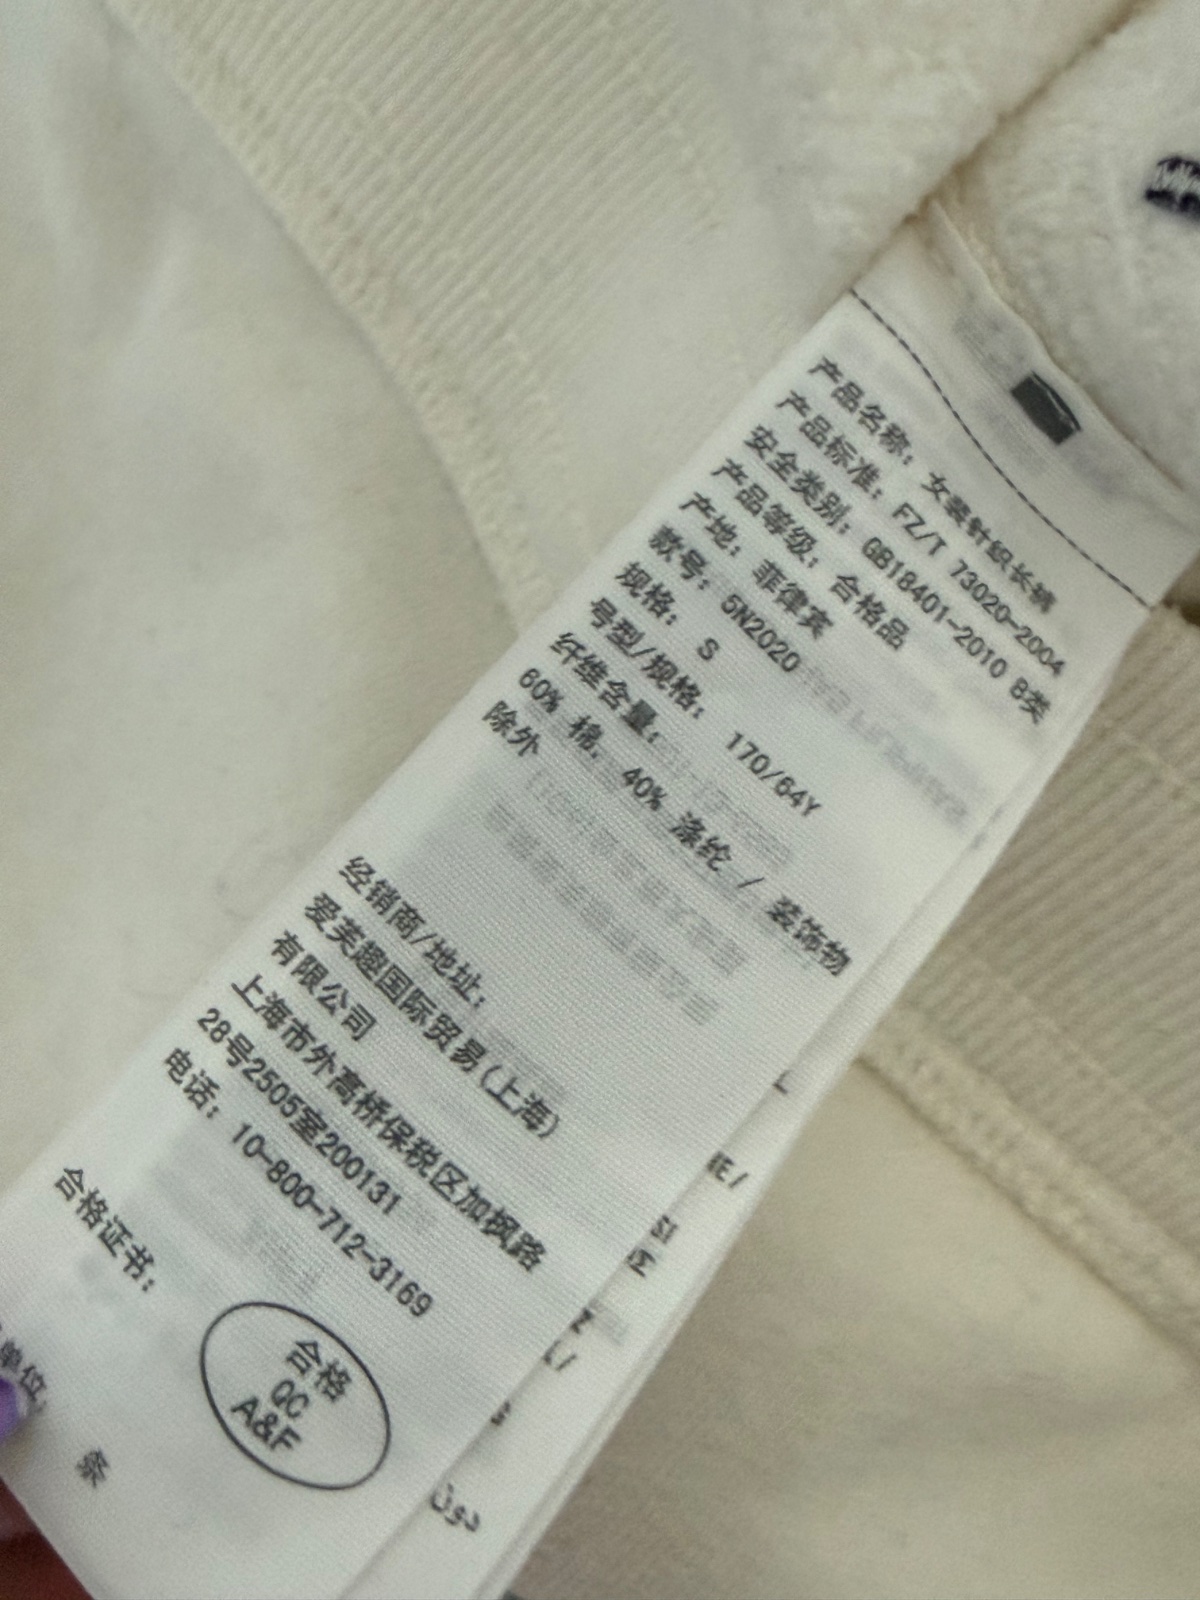 产品名称：女装针织长裤
产品标准：FZ/T 73020-2004
安全类别：GB18401-2010 B类
产品等级：合格品
产地：菲律宾
款号：5N2020
规格：S
号型/规格：170/64Y
纤维含量：
60% 棉，40% 涤纶 / 装饰物
除外
经销商/地址：
爱芙趣国际贸易(上海)
有限公司
上海市外高桥保税区加枫路
28号2505室200131
电话：10-800-712-3169
合格证书：
合格
QC
A&F
单位，
条